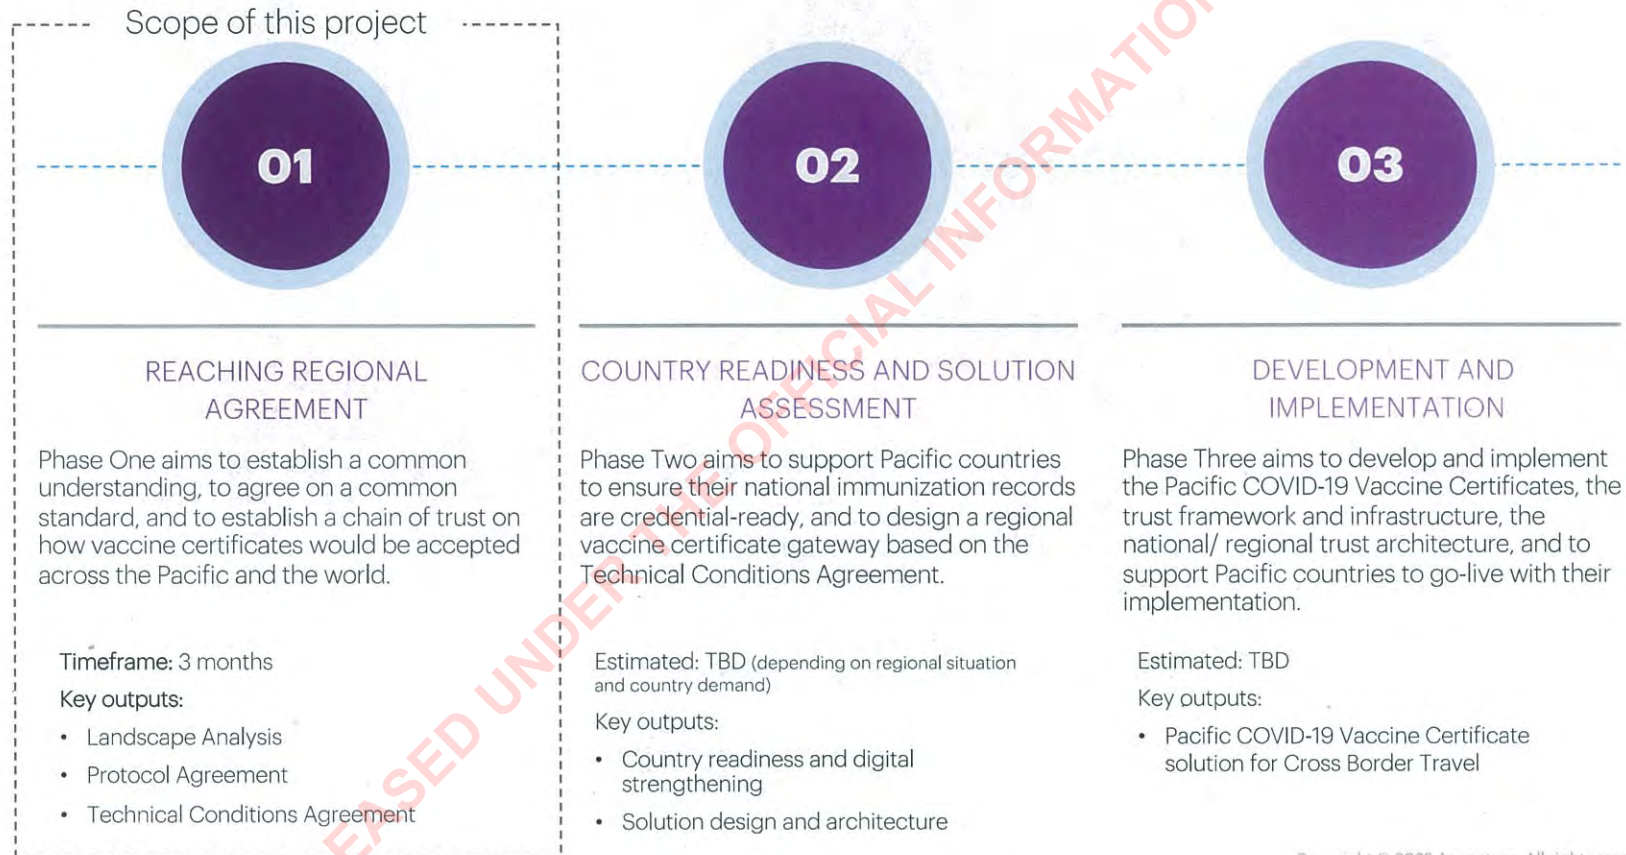 Scope of this project
01
02
03
REACHING REGIONAL
AGREEMENT
Phase One aims to establish a common
understanding, to agree on a common
standard, and to establish a chain of trust on
how vaccine certificates would be accepted
across the Pacific and the world.
Timeframe: 3 months
Key outputs:
• Landscape Analysis
• Protocol Agreement
• Technical Conditions Agreement
COUNTRY READINESS AND SOLUTION
ASSESSMENT
Phase Two aims to support Pacific countries
to ensure their national immunization records
are credential-ready, and to design a regional
vaccine certificate gateway based on the
Technical Conditions Agreement.
Estimated: TBD (depending on regional situation
and country demand)
Key outputs:
• Country readiness and digital
strengthening
• Solution design and architecture
DEVELOPMENT AND
IMPLEMENTATION
Phase Three aims to develop and implement
the Pacific COVID-19 Vaccine Certificates, the
trust framework and infrastructure, the
national/ regional trust architecture, and to
support Pacific countries to go-live with their
implementation.
Estimated: TBD
Key outputs:
• Pacific COVID-19 Vaccine Certificate
solution for Cross Border Travel
EASED UNDER THE OFFICIAL INFORMATION